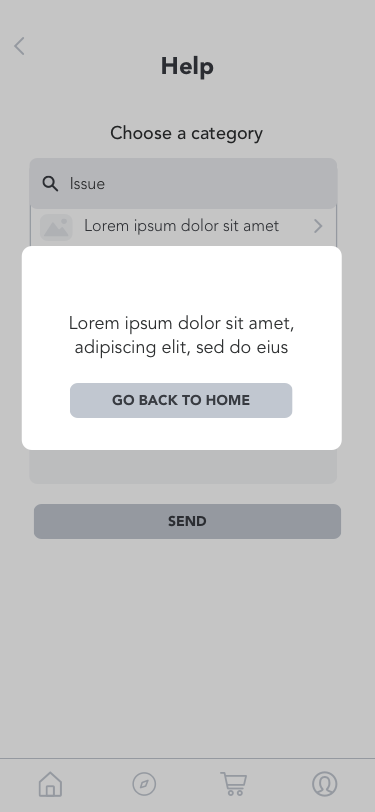 Help
Choose a category
Issue
Lorem ipsum dolor sit amet
Lorem ipsum dolor sit amet,
adipiscing elit, sed do eius
GO BACK TO HOME
SEND